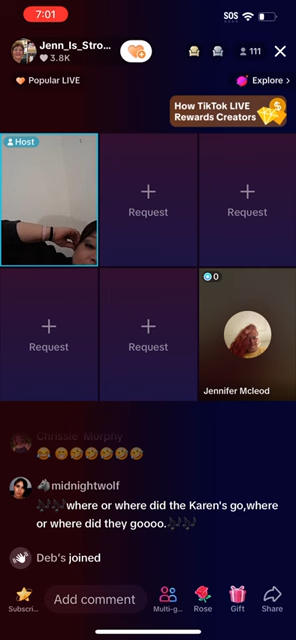 7:01
SOS
Jenn_Is_Stro...
3.8K
111
Popular LIVE
Explore >
How TikTok LIVE
Rewards Creators
Host
Request
Request
Request
Request
0
Jennifer Mcleod
Chrissie Morphy
😂🤭🤣🤣🤣🤣🤣🤣
🐴midnightwolf
🎶🎶where or where did the Karen's go,where
or where did they goooo.🎶🎶
Deb's joined
Add comment
Subscri...
Multi-g...
Rose
Gift
Share